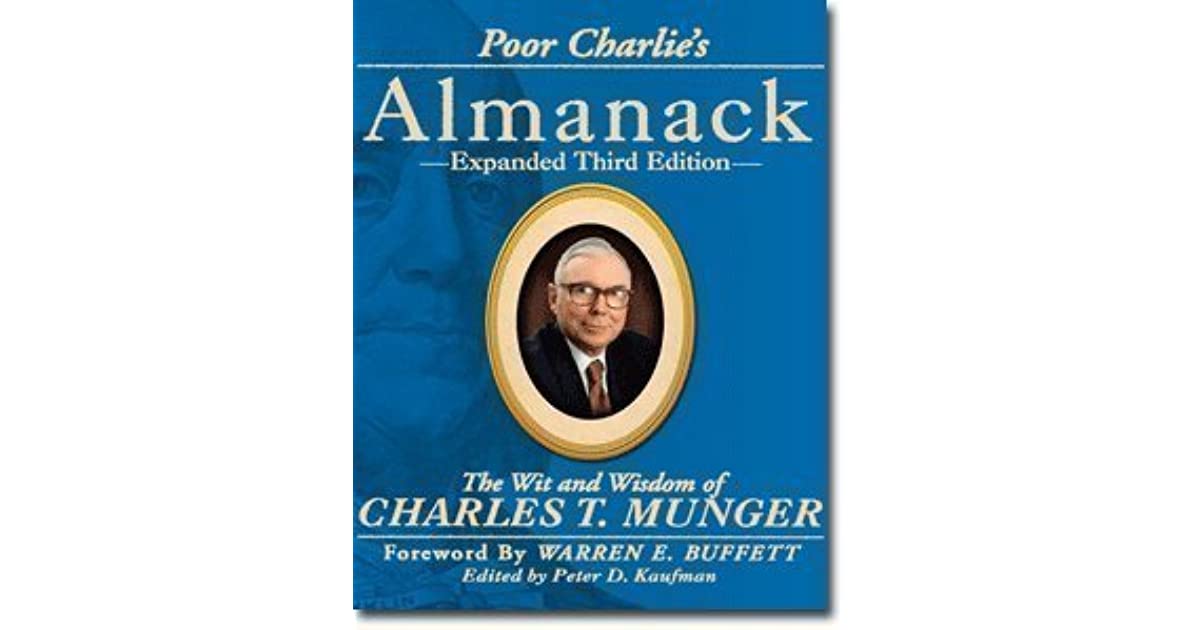 Poor Charlie's
Almanack
—Expanded Third Edition—
The Wit and Wisdom of
CHARLES T. MUNGER
Foreword By WARREN E. BUFFETT
Edited by Peter D. Kaufman